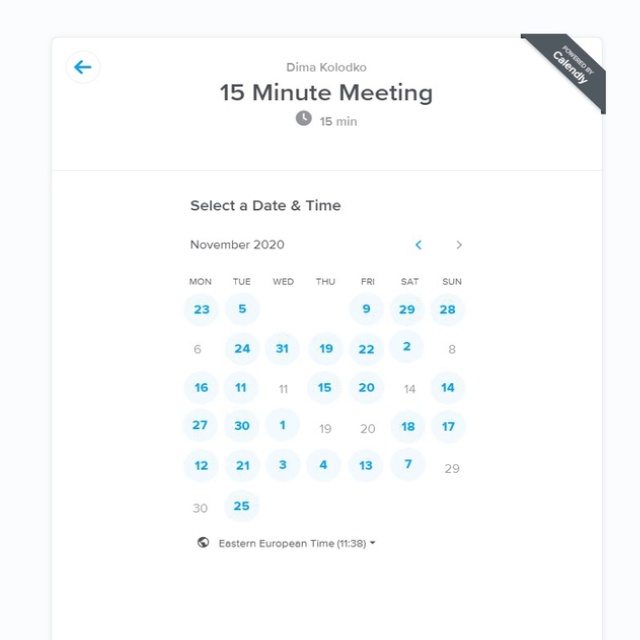 POWERED BY
Calendly
Dima Kolodko
15 Minute Meeting
15 min
Select a Date & Time
November 2020
MON TUE WED THU FRI SAT SUN
23 5 9 29 28
6 24 31 19 22 2 8
16 11 11 15 20 14 14
27 30 1 19 20 18 17
12 21 3 4 13 7 29
30 25
Eastern European Time (11:38)